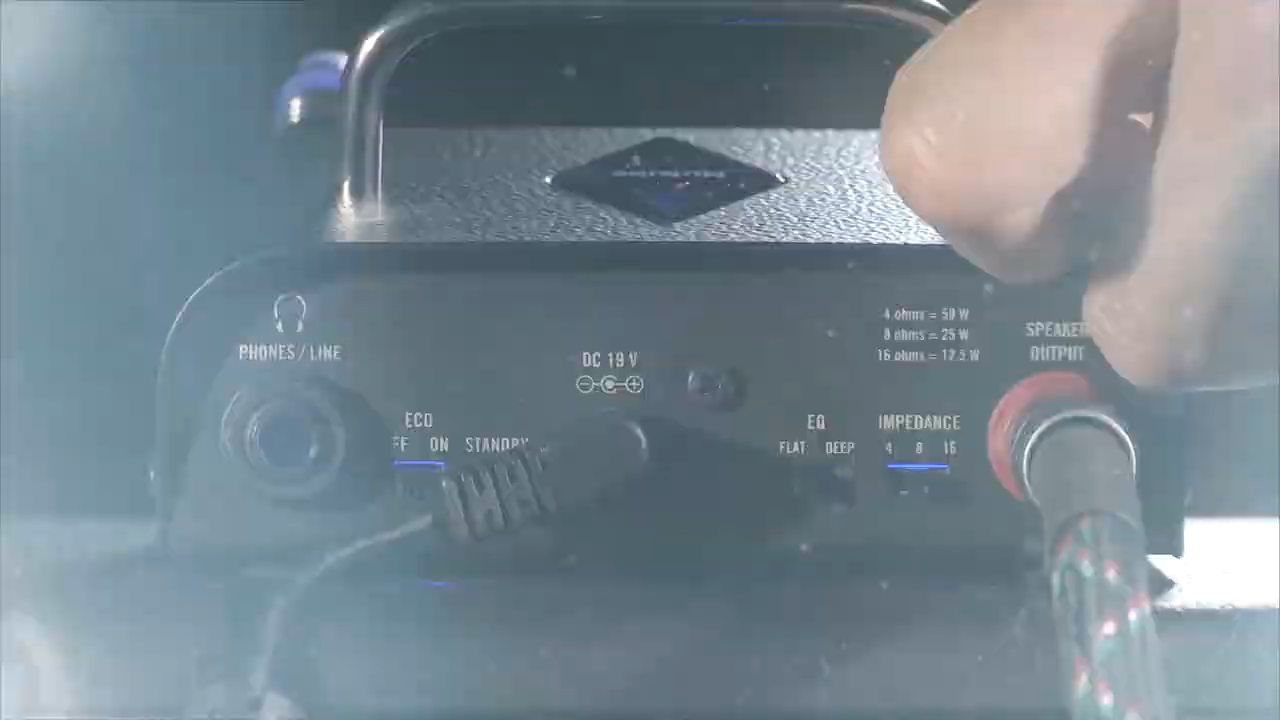 4 ohms = 50 W
8 ohms = 25 W
16 ohms = 12.5 W
SPEAKER
OUTPUT
PHONES / LINE
DC 19 V
ECO
ON STANDBY
EQ
FLAT DEEP
IMPEDANCE
4 8 16